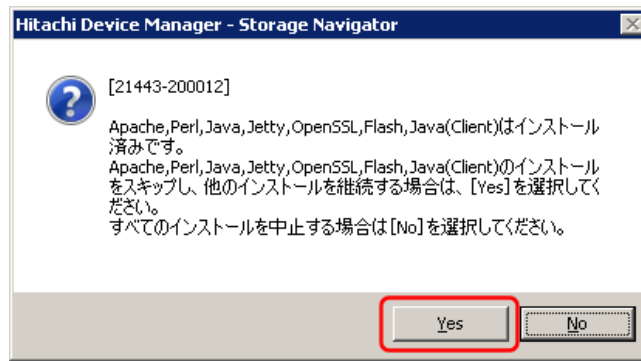 Hitachi Device Manager - Storage Navigator
[21443-200012]
Apache,Perl,Java,Jetty,OpenSSL,Flash,Java(Client)はインストール
済みです。
Apache,Perl,Java,Jetty,OpenSSL,Flash,Java(Client)のインストール
をスキップし、他のインストールを継続する場合は、[Yes]を選択してく
ださい。
すべてのインストールを中止する場合は[No]を選択してください。
Yes
No